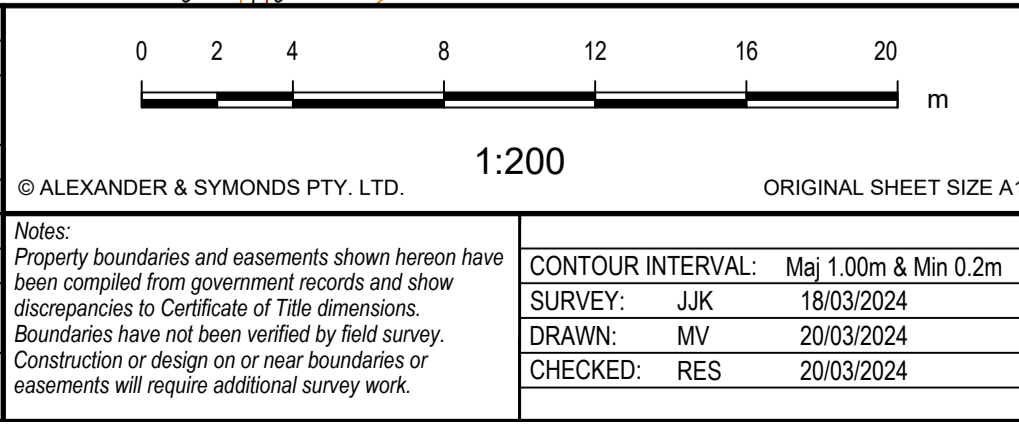 0 2 4 8 12 16 20
m
1:200
© ALEXANDER & SYMONDS PTY. LTD. ORIGINAL SHEET SIZE A1
Notes:
Property boundaries and easements shown hereon have
been compiled from government records and show
discrepancies to Certificate of Title dimensions.
Boundaries have not been verified by field survey.
Construction or design on or near boundaries or
easements will require additional survey work.
CONTOUR INTERVAL: Maj 1.00m & Min 0.2m
SURVEY: JJK 18/03/2024
DRAWN: MV 20/03/2024
CHECKED: RES 20/03/2024